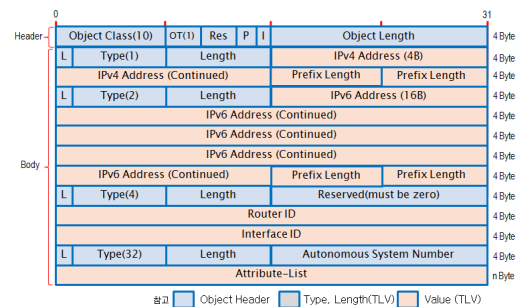 0 31
Header Object Class(10) OT(1) Res P I Object Length 4 Byte
L Type(1) Length IPv4 Address (4B) 4 Byte
IPv4 Address (Continued) Prefix Length Prefix Length 4 Byte
L Type(2) Length IPv6 Address (16B) 4 Byte
IPv6 Address (Continued) 4 Byte
IPv6 Address (Continued) 4 Byte
IPv6 Address (Continued) 4 Byte
Body IPv6 Address (Continued) Prefix Length Prefix Length 4 Byte
L Type(4) Length Reserved(must be zero) 4 Byte
Router ID 4 Byte
Interface ID 4 Byte
L Type(32) Length Autonomous System Number 4 Byte
Attribute-List n Byte
참고 Object Header Type, Length(TLV) Value (TLV)